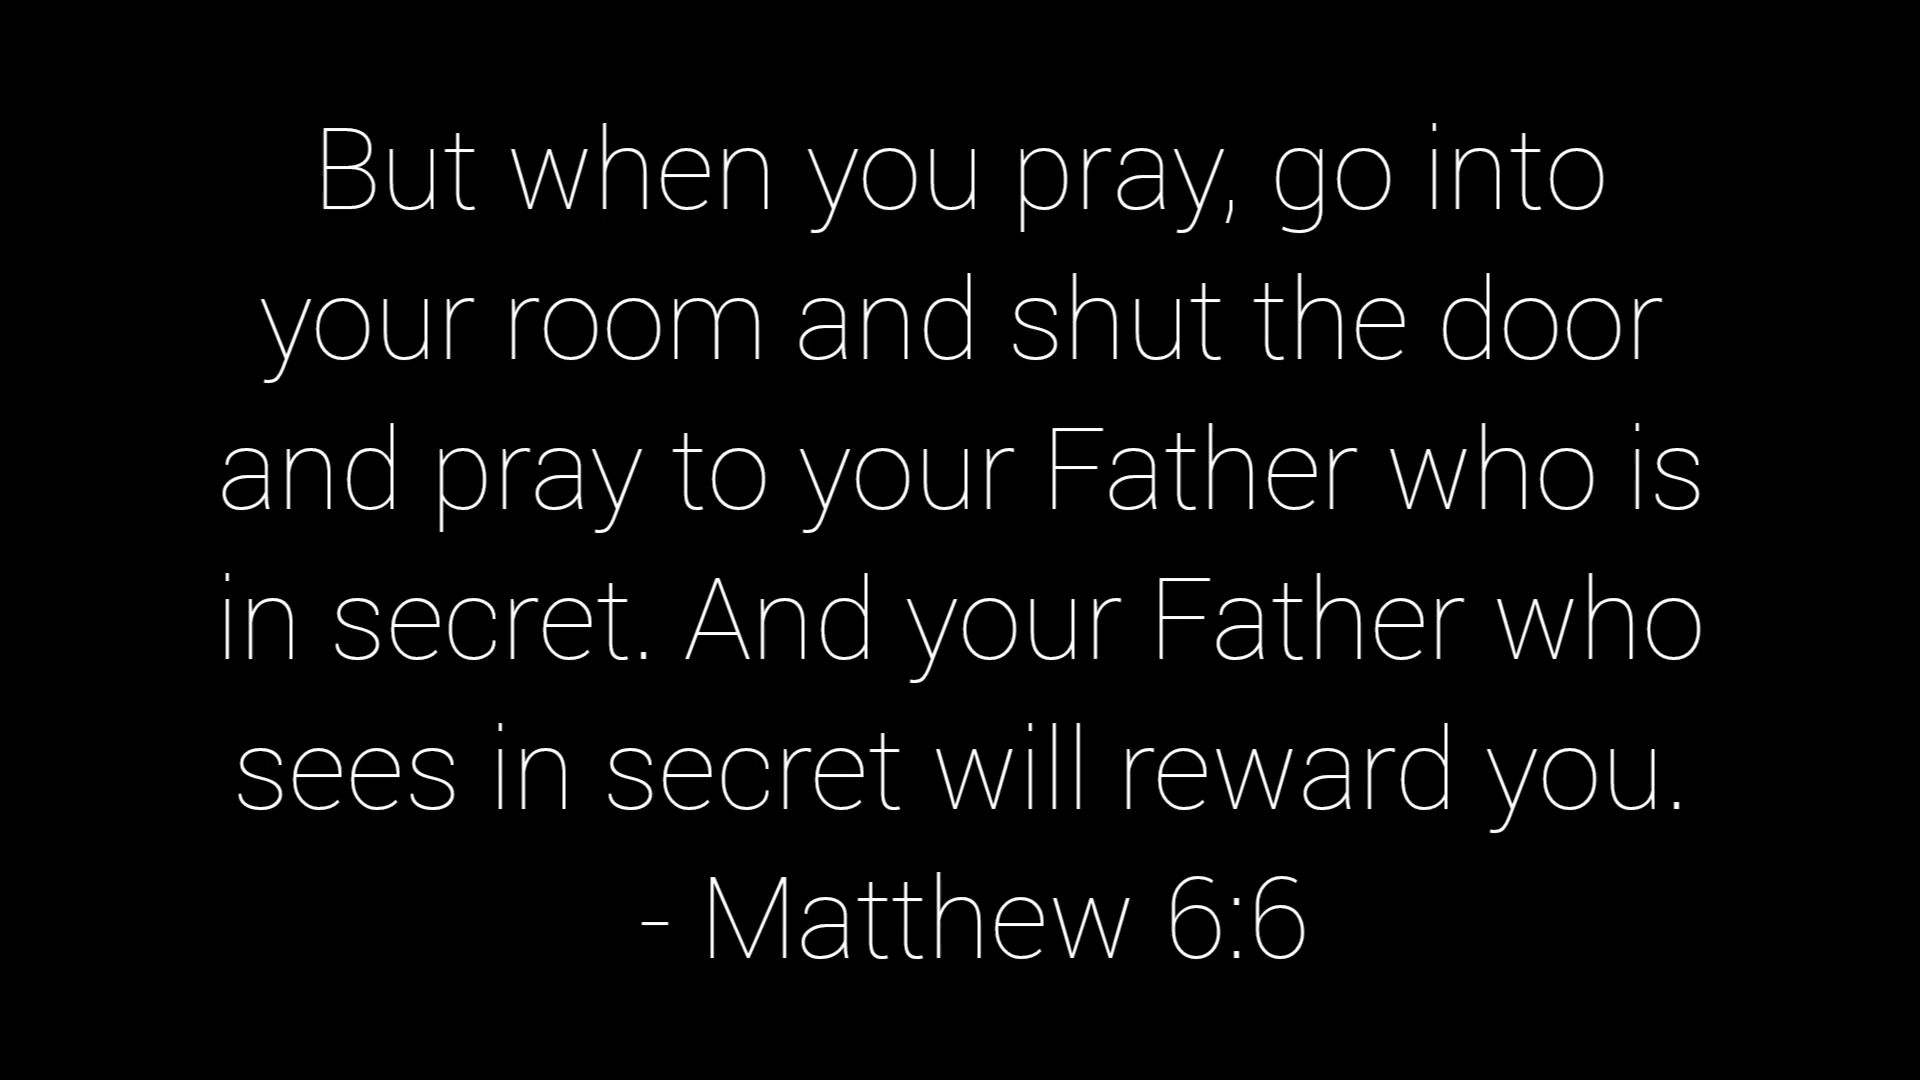 But when you pray, go into
your room and shut the door
and pray to your Father who is
in secret. And your Father who
sees in secret will reward you.
- Matthew 6:6